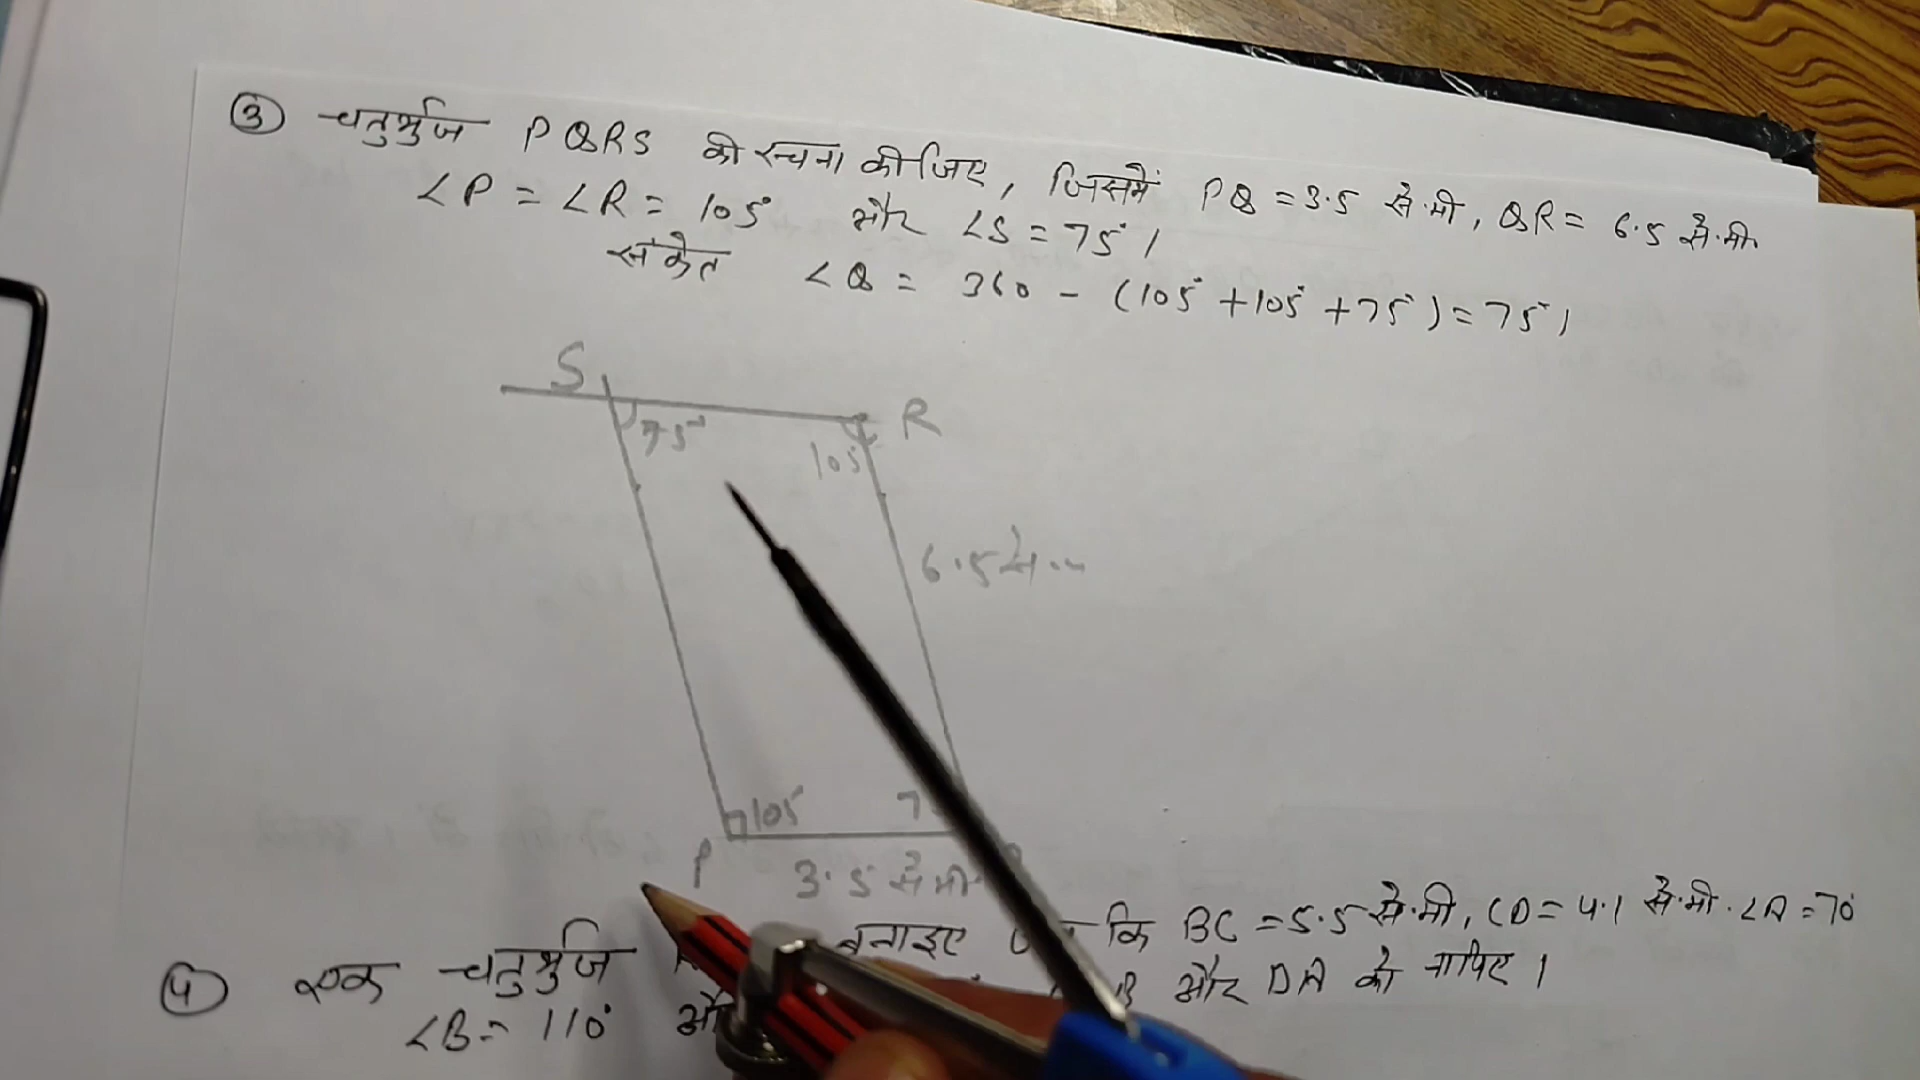 ③ चतुर्भुज PQRS की रचना कीजिए, जिसमें PQ = 3.5 से.मी, QR = 6.5 से.मी.
∠P = ∠R = 105° और ∠S = 75° ।
संकेत ∠Q = 360 - (105° + 105° + 75°) = 75° ।
S
R
75°
105
6.5
105
7
P
3.5 से मी
④ एक चतुर्भुज बनाइए कि BC = 5.5 से.मी, CD = 4.1 से.मी. ∠A = 70°
∠B = 110° और DA को नापिए ।